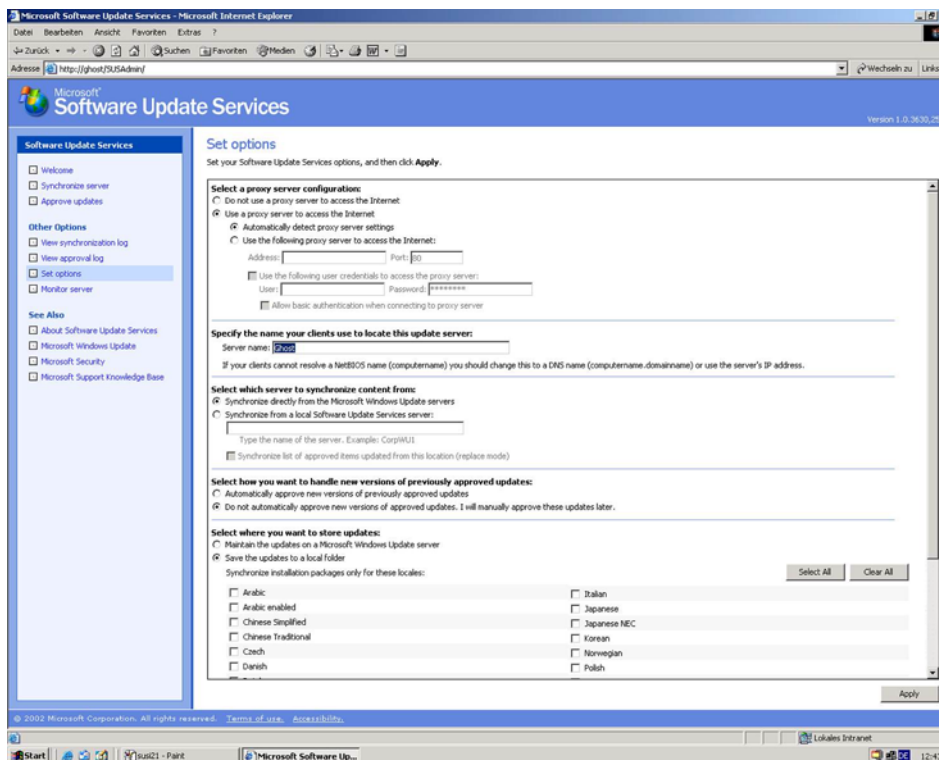 Microsoft Software Update Services - Microsoft Internet Explorer
Datei Bearbeiten Ansicht Favoriten Extras ?
Zurück Suchen Favoriten Medien
Adresse http://ghost/SUSAdmin/ Wechseln zu Links
Microsoft
Software Update Services
Version 1.0.3630,25
Software Update Services
Welcome
Synchronize server
Approve updates
Other Options
View synchronization log
View approval log
Set options
Monitor server
See Also
About Software Update Services
Microsoft Windows Update
Microsoft Security
Microsoft Support Knowledge Base
Set options
Set your Software Update Services options, and then click Apply.
Select a proxy server configuration:
Do not use a proxy server to access the Internet
Use a proxy server to access the Internet
Automatically detect proxy server settings
Use the following proxy server to access the Internet:
Address: Port: 80
Use the following user credentials to access the proxy server:
User: Password: ********
Allow basic authentication when connecting to proxy server
Specify the name your clients use to locate this update server:
Server name: Ghost
If your clients cannot resolve a NetBIOS name (computername) you should change this to a DNS name (computername.domainname) or use the server's IP address.
Select which server to synchronize content from:
Synchronize directly from the Microsoft Windows Update servers
Synchronize from a local Software Update Services server:
Type the name of the server. Example: CorpWU1
Synchronize list of approved items updated from this location (replace mode)
Select how you want to handle new versions of previously approved updates:
Automatically approve new versions of previously approved updates
Do not automatically approve new versions of approved updates. I will manually approve these updates later.
Select where you want to store updates:
Maintain the updates on a Microsoft Windows Update server
Save the updates to a local folder
Synchronize installation packages only for these locales: Select All Clear All
Arabic Italian
Arabic enabled Japanese
Chinese Simplified Japanese NEC
Chinese Traditional Korean
Czech Norwegian
Danish Polish
Apply
© 2002 Microsoft Corporation. All rights reserved. Terms of use. Accessibility.
Lokales Intranet
Start susi21 - Paint Microsoft Software Up... DE